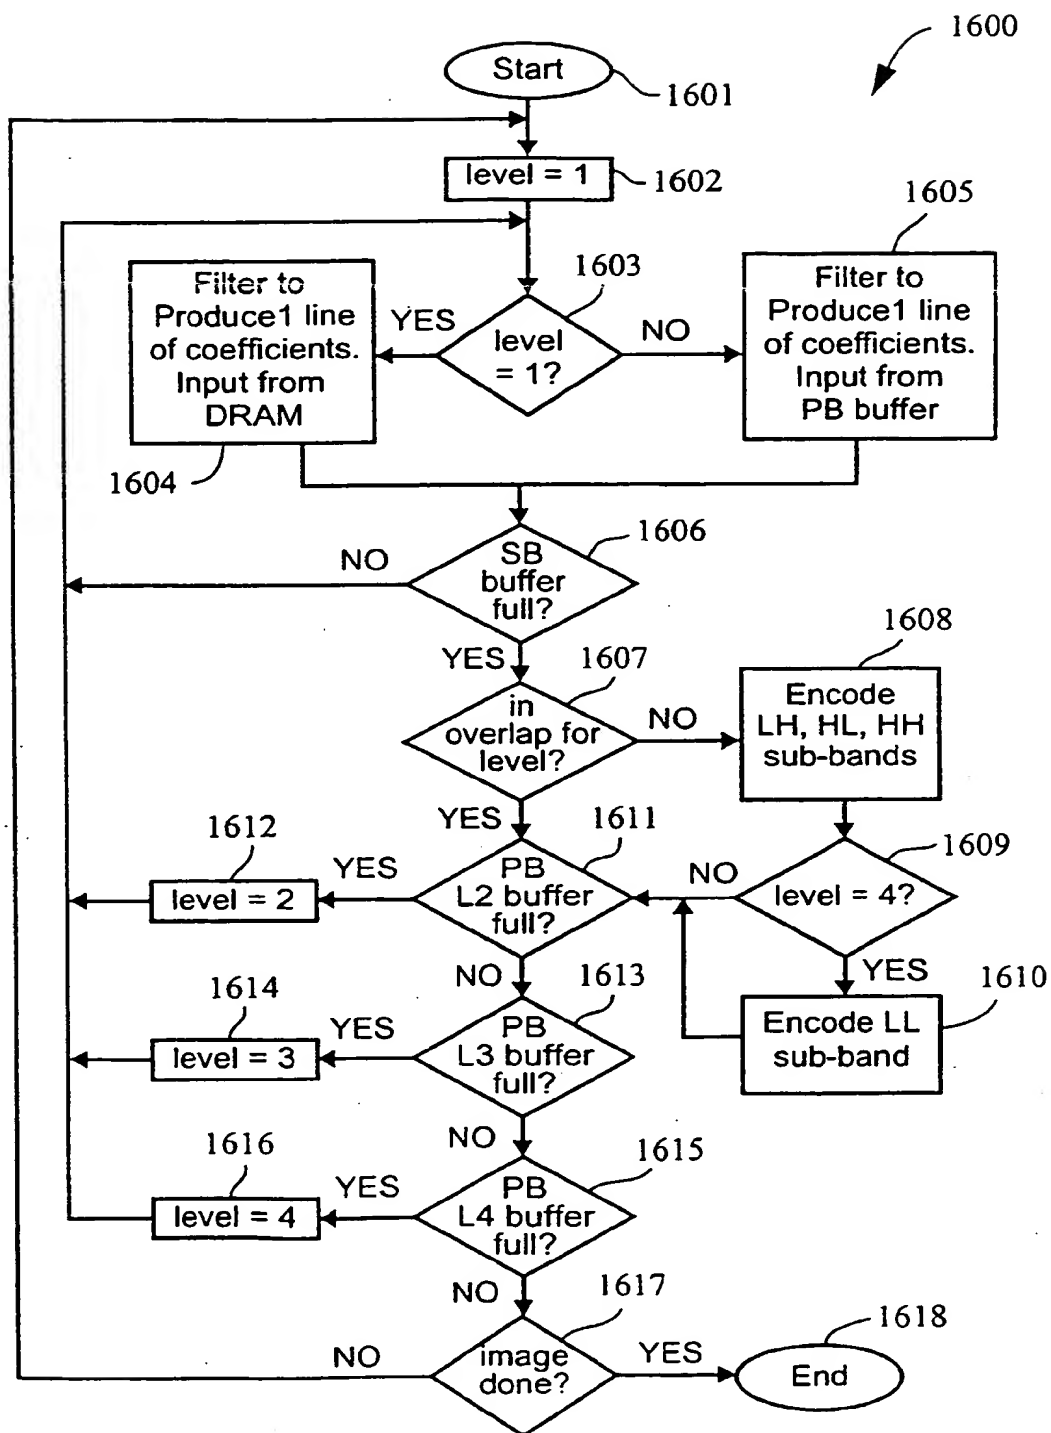 1600
Start
1601
level = 1
1602
1605
1603
Filter to
Produce1 line
of coefficients.
Input from
DRAM
YES
level
= 1?
NO
Filter to
Produce1 line
of coefficients.
Input from
PB buffer
1604
1606
NO
SB
buffer
full?
1608
YES
1607
in
overlap for
level?
NO
Encode
LH, HL, HH
sub-bands
YES
1612
1611
1609
YES
PB
L2 buffer
full?
NO
level = 4?
level = 2
NO
YES
1614
1613
1610
YES
PB
L3 buffer
full?
Encode LL
sub-band
level = 3
NO
1616
1615
YES
PB
L4 buffer
full?
level = 4
NO
1617
1618
NO
image
done?
YES
End